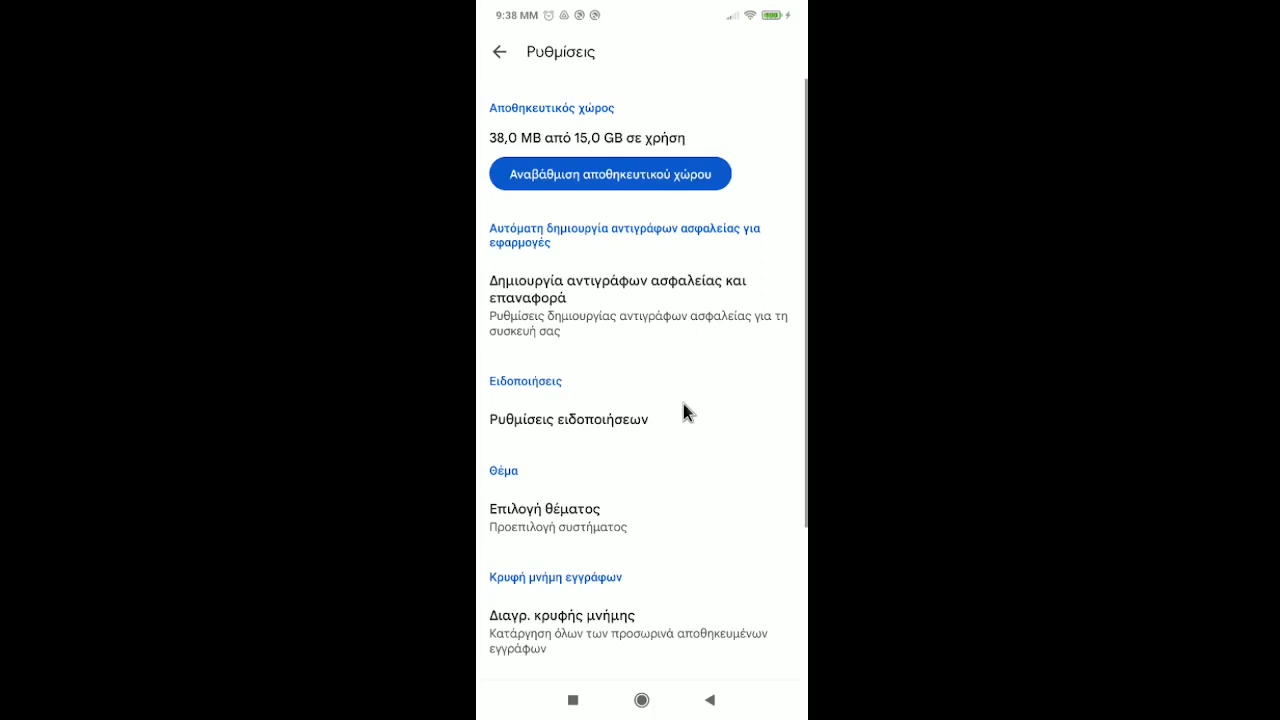 9:38 MM
Ρυθμίσεις
Αποθηκευτικός χώρος
38,0 MB από 15,0 GB σε χρήση
Αναβάθμιση αποθηκευτικού χώρου
Αυτόματη δημιουργία αντιγράφων ασφαλείας για
εφαρμογές
Δημιουργία αντιγράφων ασφαλείας και
επαναφορά
Ρυθμίσεις δημιουργίας αντιγράφων ασφαλείας για τη
συσκευή σας
Ειδοποιήσεις
Ρυθμίσεις ειδοποιήσεων
Θέμα
Επιλογή θέματος
Προεπιλογή συστήματος
Κρυφή μνήμη εγγράφων
Διαγρ. κρυφής μνήμης
Κατάργηση όλων των προσωρινά αποθηκευμένων
εγγράφων